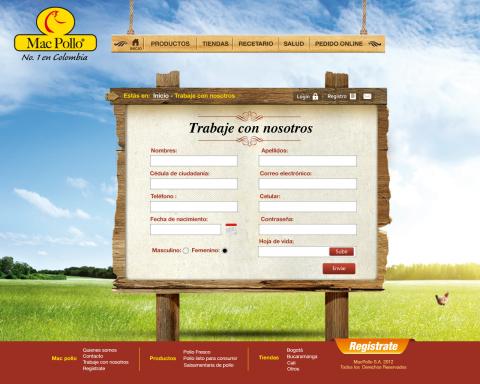 Mac Pollo®
No. 1 en Colombia
INICIO
PRODUCTOS
TIENDAS
RECETARIO
SALUD
PEDIDO ONLINE
Estás en: Inicio - Trabaje con nosotros
Login
Registro
Trabaje con nosotros
Nombres:
Apellidos:
Cédula de ciudadanía:
Correo electrónico:
Teléfono :
Celular:
Fecha de nacimiento:
Contraseña:
Masculino:
Femenino:
Hoja de vida:
Subir
Enviar
Regístrate
Mac pollo
Quienes somos
Contacto
Trabaje con nosotros
Regístrate
Productos
Pollo Fresco
Pollo listo para consumir
Salsamentaria de pollo
Tiendas
Bogotá
Bucaramanga
Cali
Otros
MacPollo S.A. 2012
Todos los Derechos Reservados